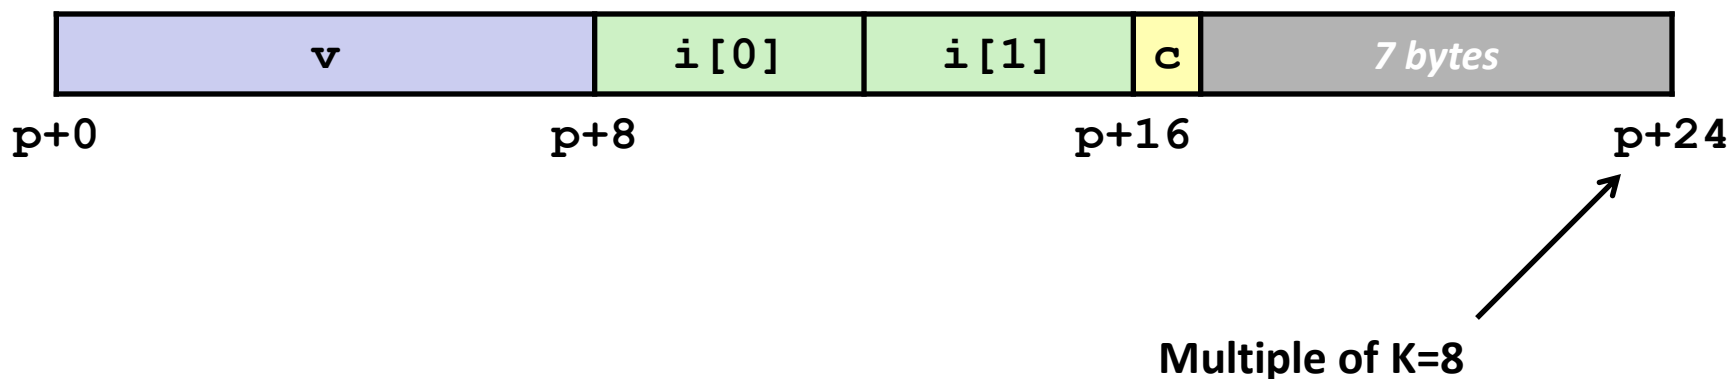 v i[0] i[1] c 7 bytes
p+0 p+8 p+16 p+24
Multiple of K=8